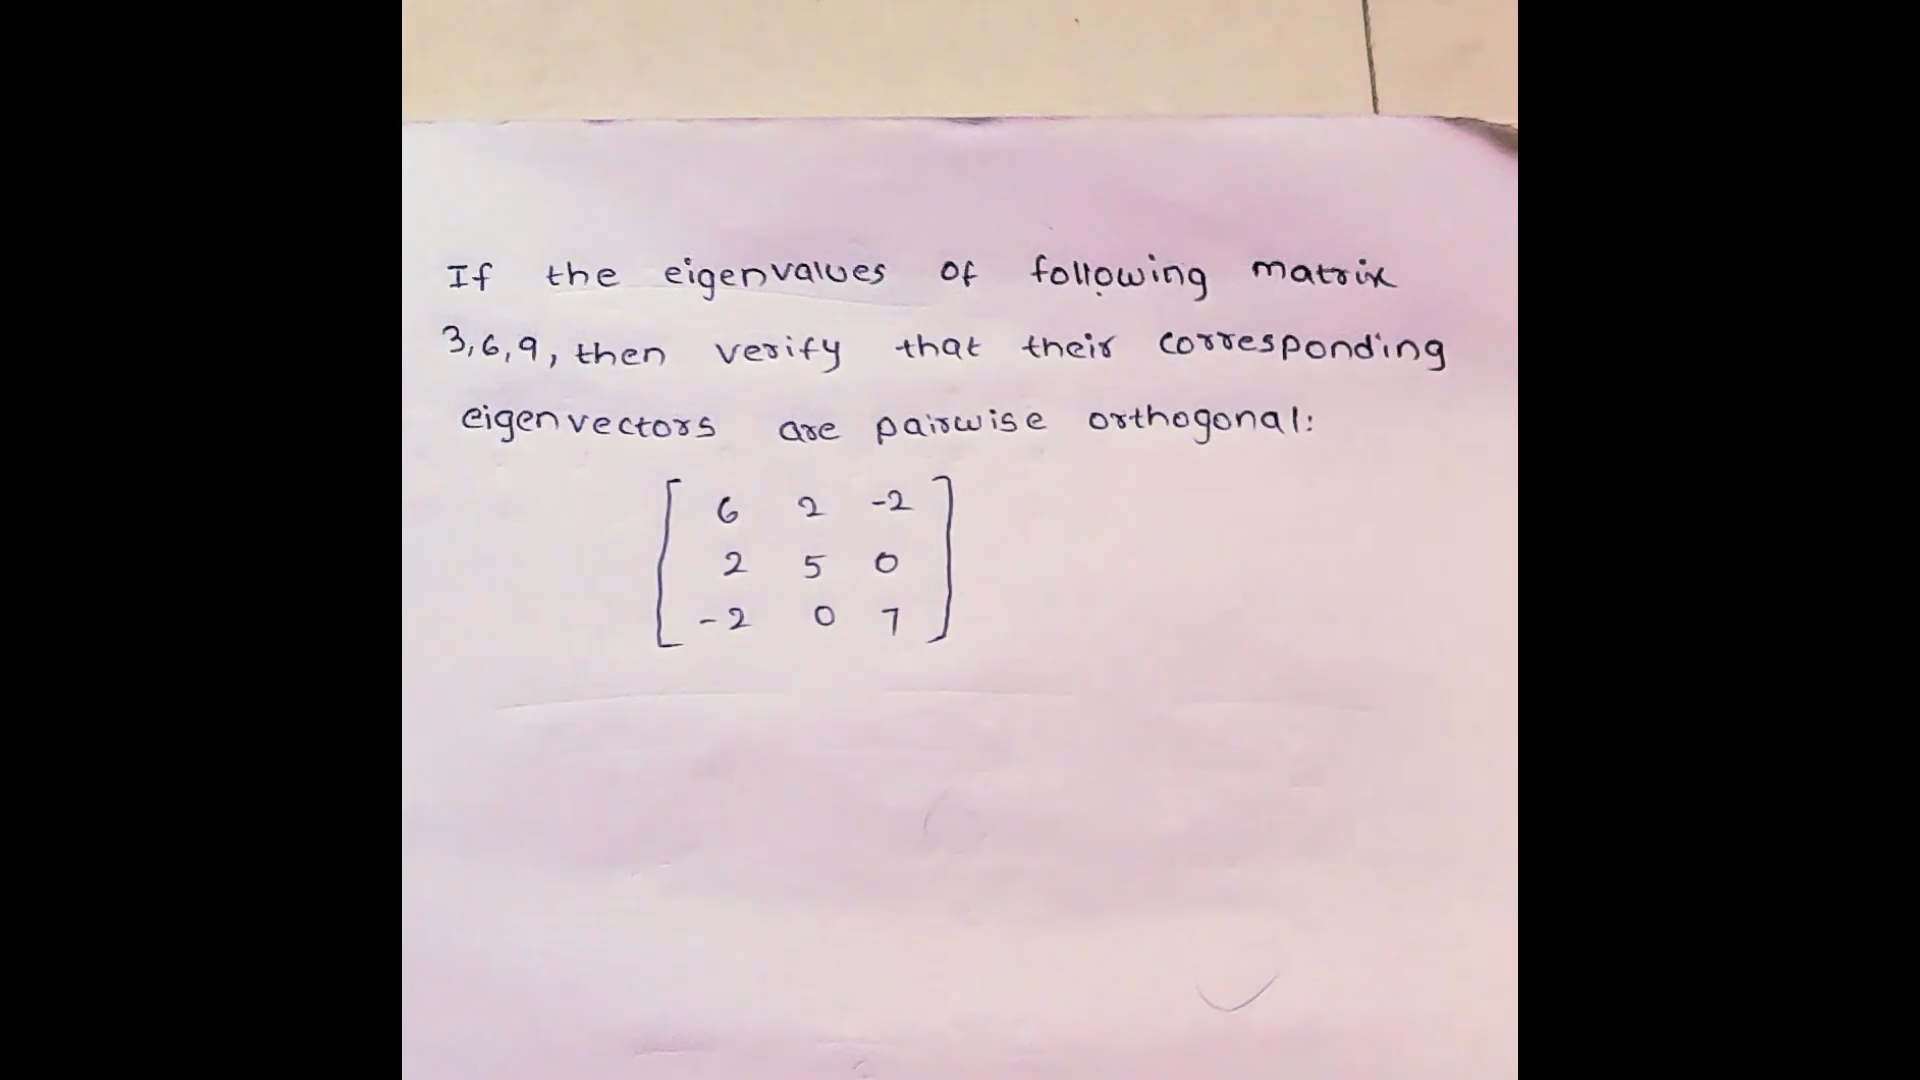 If the eigenvalues of following matrix
3,6,9, then verify that their corresponding
eigenvectors are pairwise orthogonal:
6 2 -2
2 5 0
-2 0 7